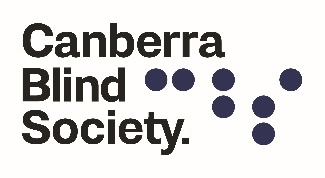 Canberra
Blind ⠉⠃⠎
Society.